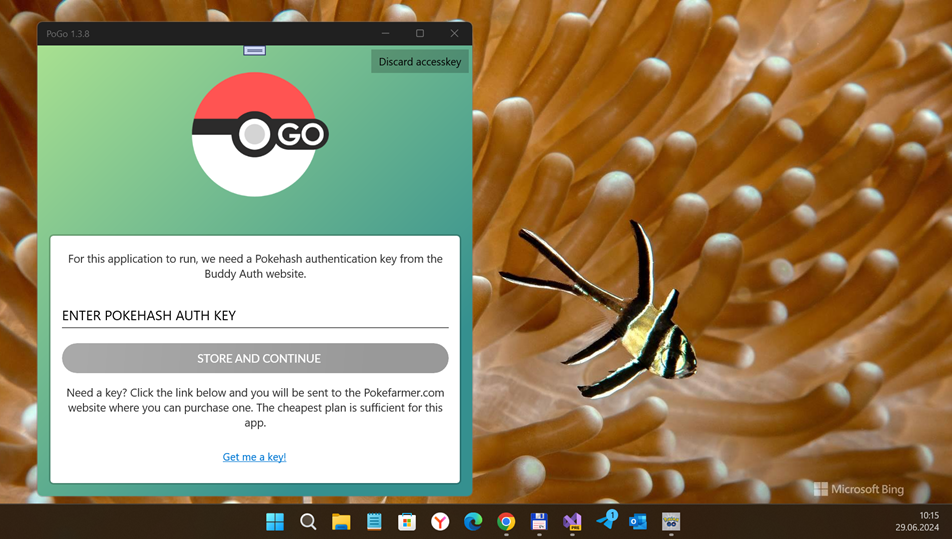 PoGo 1.3.8
Discard accesskey
GO
For this application to run, we need a Pokehash authentication key from the
Buddy Auth website.
ENTER POKEHASH AUTH KEY
STORE AND CONTINUE
Need a key? Click the link below and you will be sent to the Pokefarmer.com
website where you can purchase one. The cheapest plan is sufficient for this
app.
Get me a key!
Microsoft Bing
1
10:15
29.06.2024